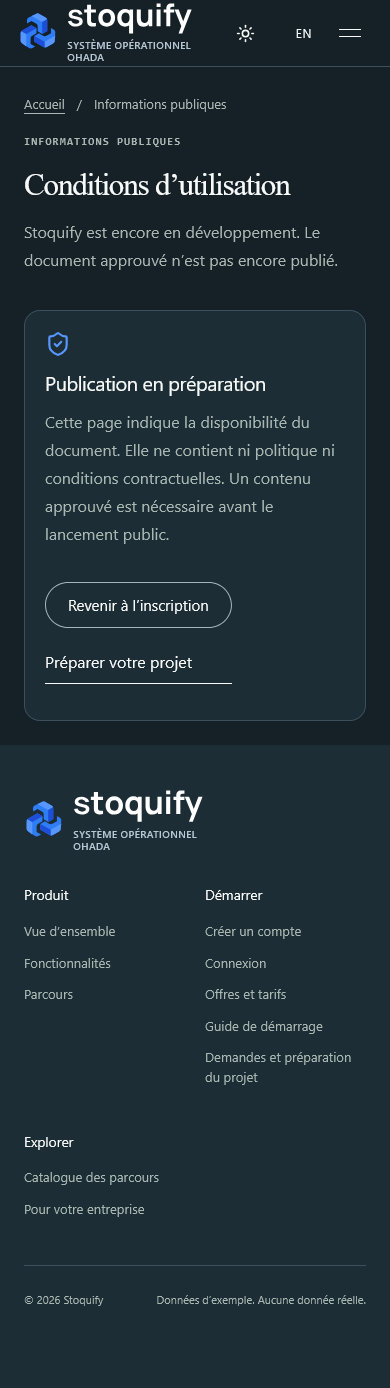 stoquify
SYSTÈME OPÉRATIONNEL
OHADA
EN
Accueil / Informations publiques
INFORMATIONS PUBLIQUES
Conditions d’utilisation
Stoquify est encore en développement. Le
document approuvé n’est pas encore publié.
Publication en préparation
Cette page indique la disponibilité du
document. Elle ne contient ni politique ni
conditions contractuelles. Un contenu
approuvé est nécessaire avant le
lancement public.
Revenir à l’inscription
Préparer votre projet
stoquify
SYSTÈME OPÉRATIONNEL
OHADA
Produit
Vue d’ensemble
Fonctionnalités
Parcours
Démarrer
Créer un compte
Connexion
Offres et tarifs
Guide de démarrage
Demandes et préparation
du projet
Explorer
Catalogue des parcours
Pour votre entreprise
© 2026 Stoquify
Données d’exemple. Aucune donnée réelle.